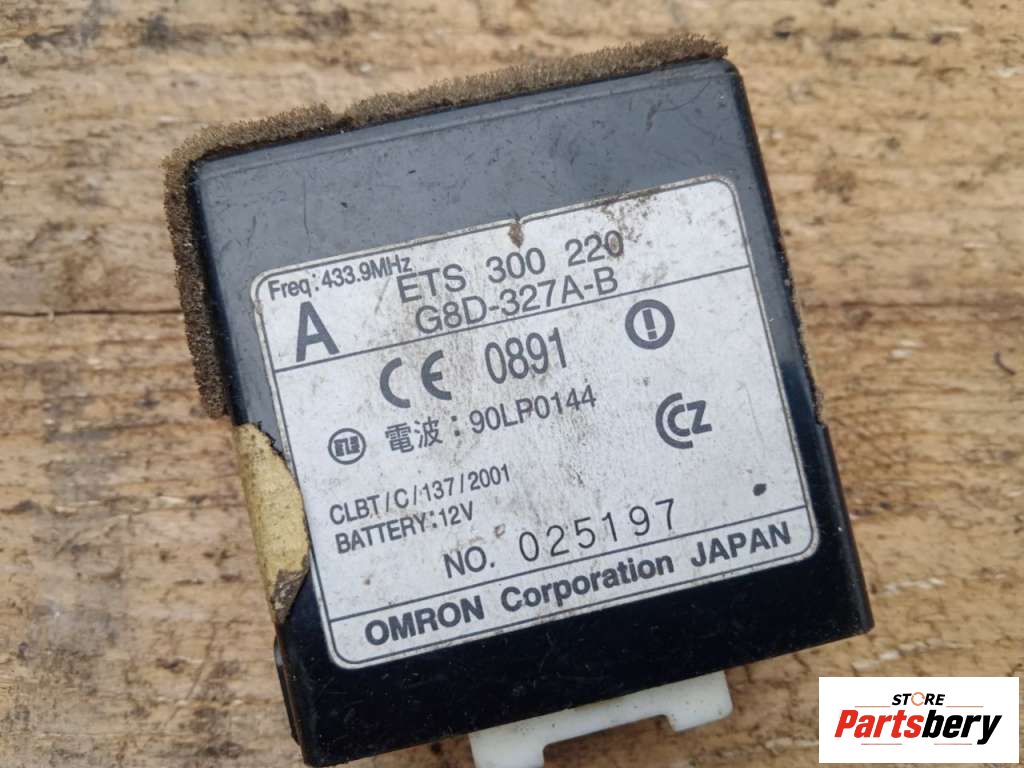 Freq:433.9MHz
A
ETS 300 220
G8D-327A-B
CE 0891
電波:90LP0144
CZ
CLBT/C/137/2001
BATTERY:12V
NO. 025197
OMRON Corporation JAPAN
STORE
Partsbery